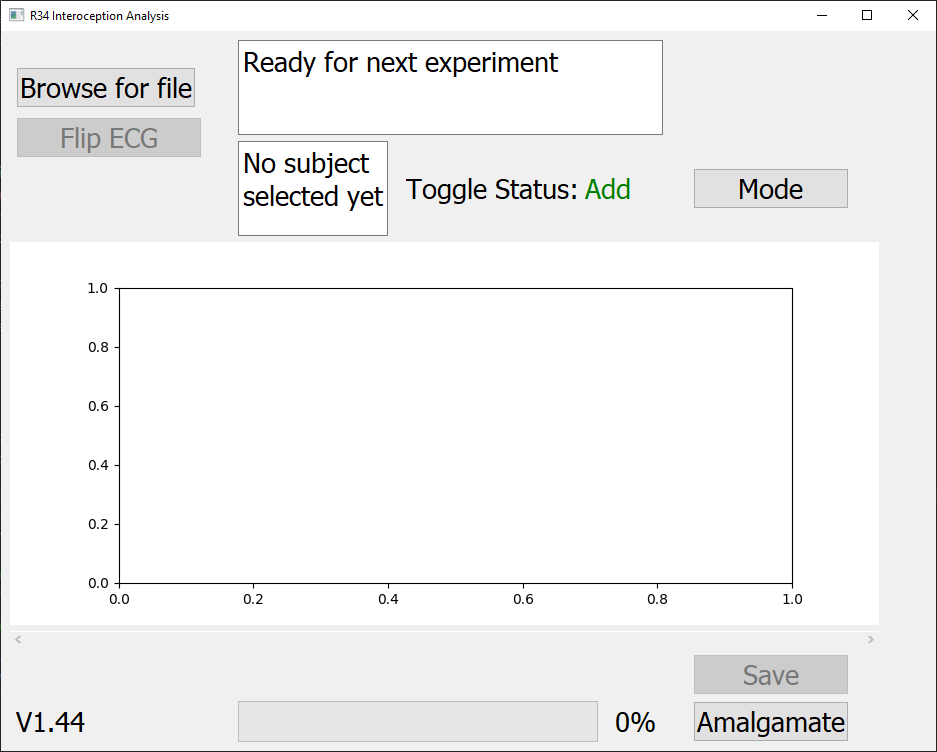 R34 Interoception Analysis
Browse for file
Ready for next experiment
Flip ECG
No subject
selected yet
Toggle Status: Add
Mode
1.0
0.8
0.6
0.4
0.2
0.0
0.0 0.2 0.4 0.6 0.8 1.0
Save
V1.44
0%
Amalgamate